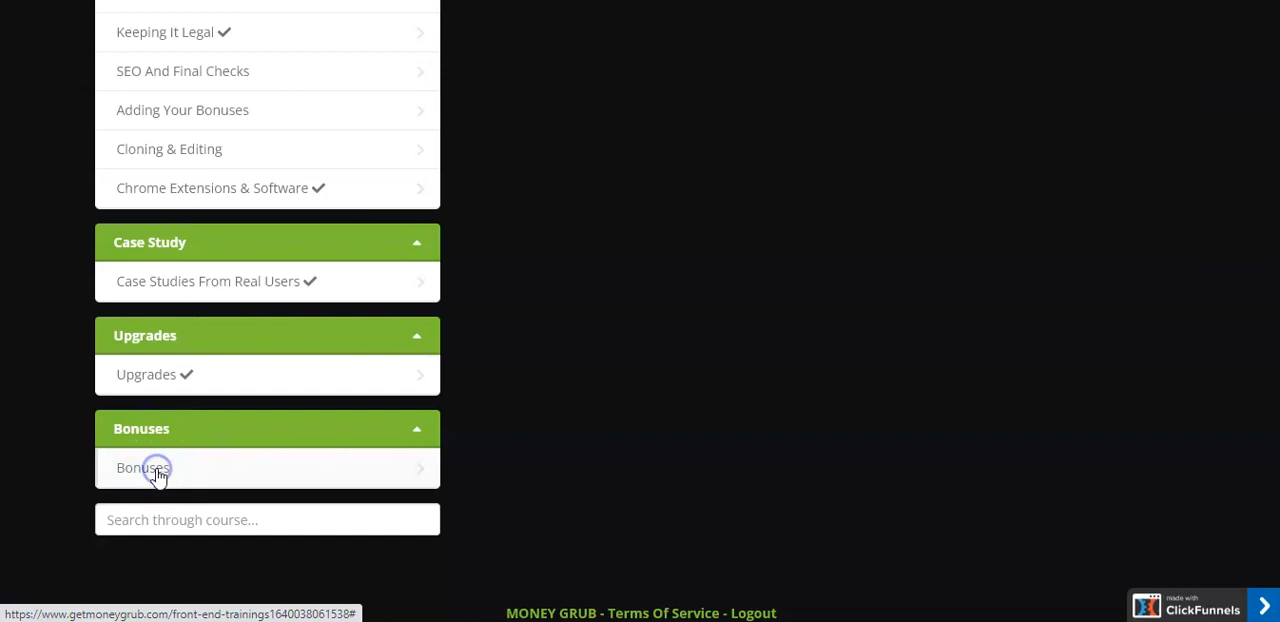 Keeping It Legal
SEO And Final Checks
Adding Your Bonuses
Cloning & Editing
Chrome Extensions & Software
Case Study
Case Studies From Real Users
Upgrades
Upgrades
Bonuses
Bonuses
Search through course...
https://www.getmoneygrub.com/front-end-trainings1640038061538#
MONEY GRUB - Terms Of Service - Logout
made with
ClickFunnels